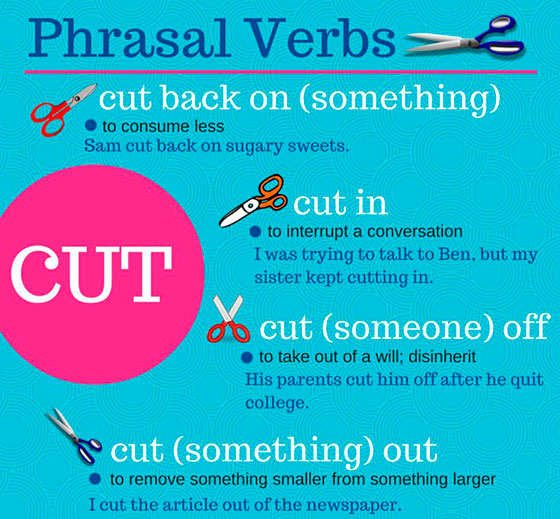 Phrasal Verbs
cut back on (something)
to consume less
Sam cut back on sugary sweets.
CUT
cut in
to interrupt a conversation
I was trying to talk to Ben, but my
sister kept cutting in.
cut (someone) off
to take out of a will; disinherit
His parents cut him off after he quit
college.
cut (something) out
to remove something smaller from something larger
I cut the article out of the newspaper.